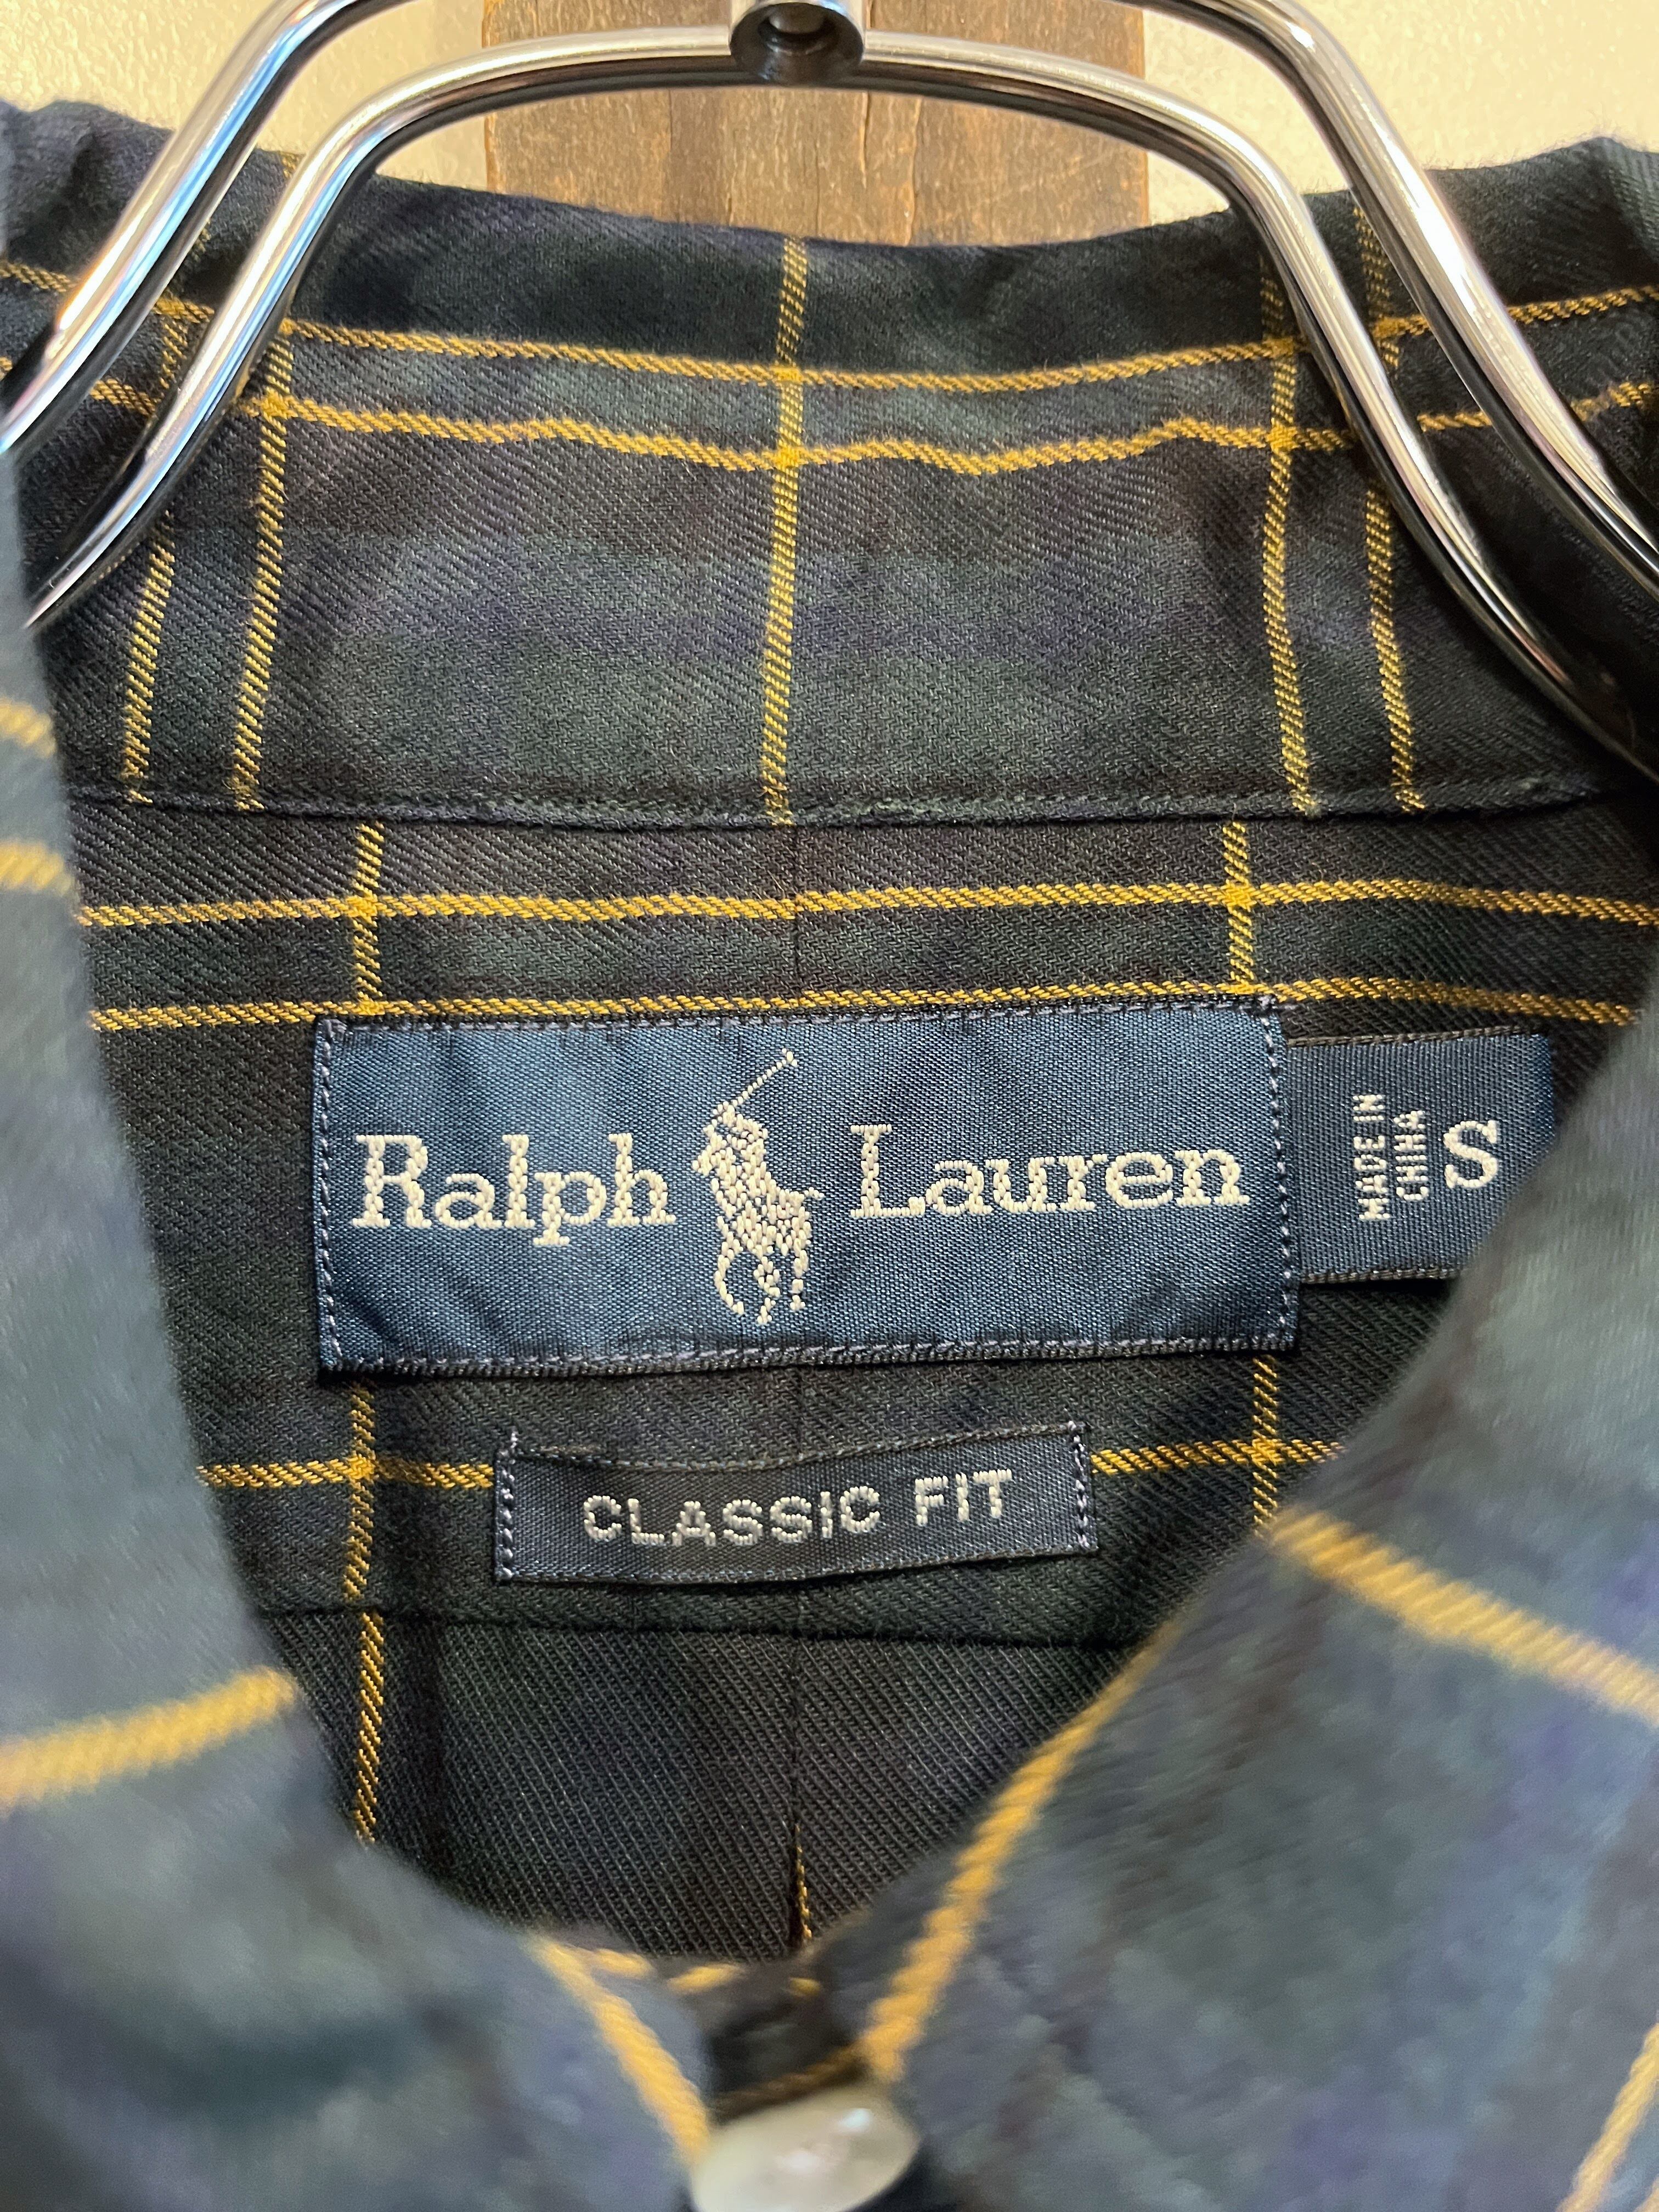 Ralph Lauren
MADE IN
CHINA
S
CLASSIC FIT